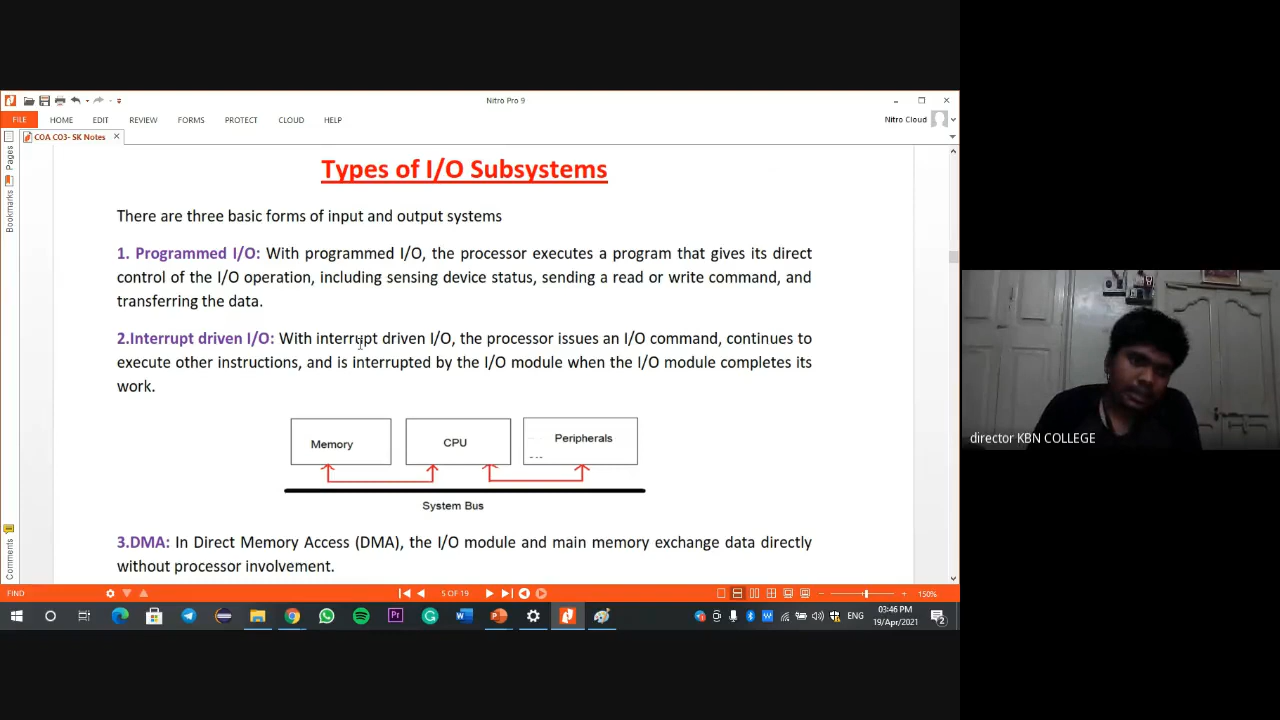 Nitro Pro 9
FILE HOME EDIT REVIEW FORMS PROTECT CLOUD HELP
Nitro Cloud
COA CO3- SK Notes
Pages
Bookmarks
Comments
Types of I/O Subsystems
There are three basic forms of input and output systems
1. Programmed I/O: With programmed I/O, the processor executes a program that gives its direct
control of the I/O operation, including sensing device status, sending a read or write command, and
transferring the data.
2.Interrupt driven I/O: With interrupt driven I/O, the processor issues an I/O command, continues to
execute other instructions, and is interrupted by the I/O module when the I/O module completes its
work.
Memory
CPU
Peripherals
System Bus
3.DMA: In Direct Memory Access (DMA), the I/O module and main memory exchange data directly
without processor involvement.
FIND
5 OF 19
150%
ENG
03:46 PM
19/Apr/2021
2
director KBN COLLEGE